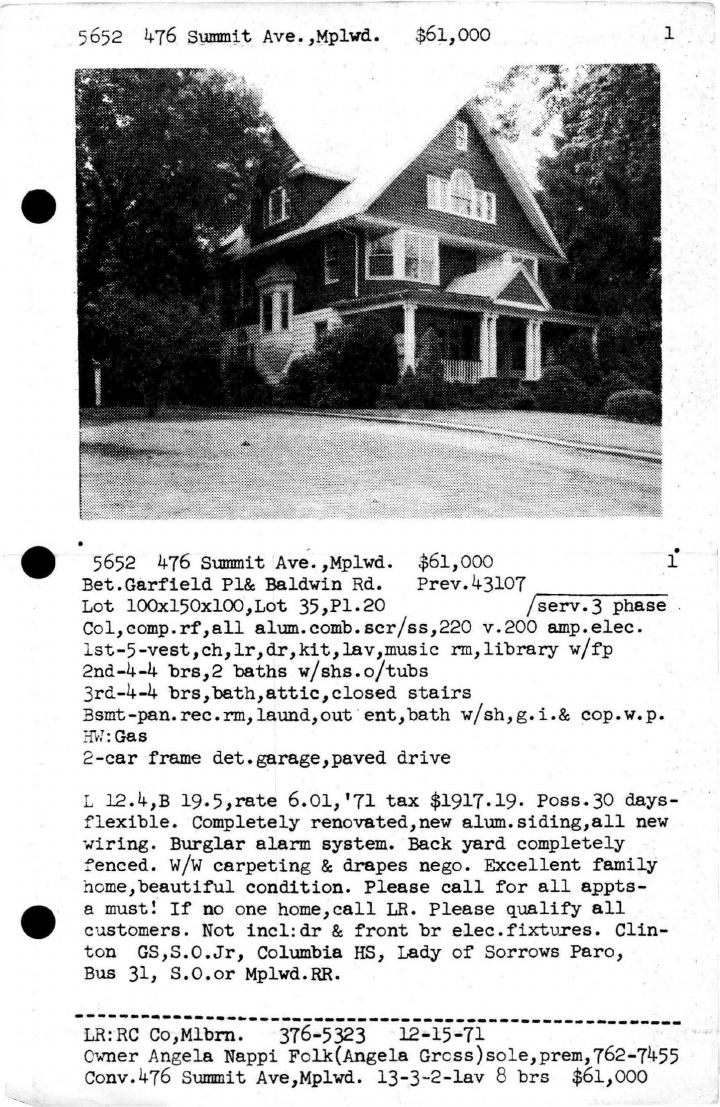 5652 476 Summit Ave.,Mplwd. $61,000 1
5652 476 Summit Ave.,Mplwd. $61,000 1
Bet.Garfield Pl& Baldwin Rd. Prev.43107
Lot 100x150x100,Lot 35,Pl.20 /serv.3 phase
Col,comp.rf,all alum.comb.scr/ss,220 v.200 amp.elec.
1st-5-vest,ch,lr,dr,kit,lav,music rm,library w/fp
2nd-4-4 brs,2 baths w/shs.o/tubs
3rd-4-4 brs,bath,attic,closed stairs
Bsmt-pan.rec.rm,laund,out ent,bath w/sh,g.i.& cop.w.p.
HW:Gas
2-car frame det.garage,paved drive
L 12.4,B 19.5,rate 6.01,'71 tax $1917.19. Poss.30 days-
flexible. Completely renovated,new alum.siding,all new
wiring. Burglar alarm system. Back yard completely
fenced. W/W carpeting & drapes nego. Excellent family
home,beautiful condition. Please call for all appts-
a must! If no one home,call LR. Please qualify all
customers. Not incl:dr & front br elec.fixtures. Clin-
ton GS,S.O.Jr, Columbia HS, Lady of Sorrows Paro,
Bus 31, S.O.or Mplwd.RR.
LR:RC Co,Mlbrn. 376-5323 12-15-71
Owner Angela Nappi Folk(Angela Gross)sole,prem,762-7455
Conv.476 Summit Ave,Mplwd. 13-3-2-lav 8 brs $61,000